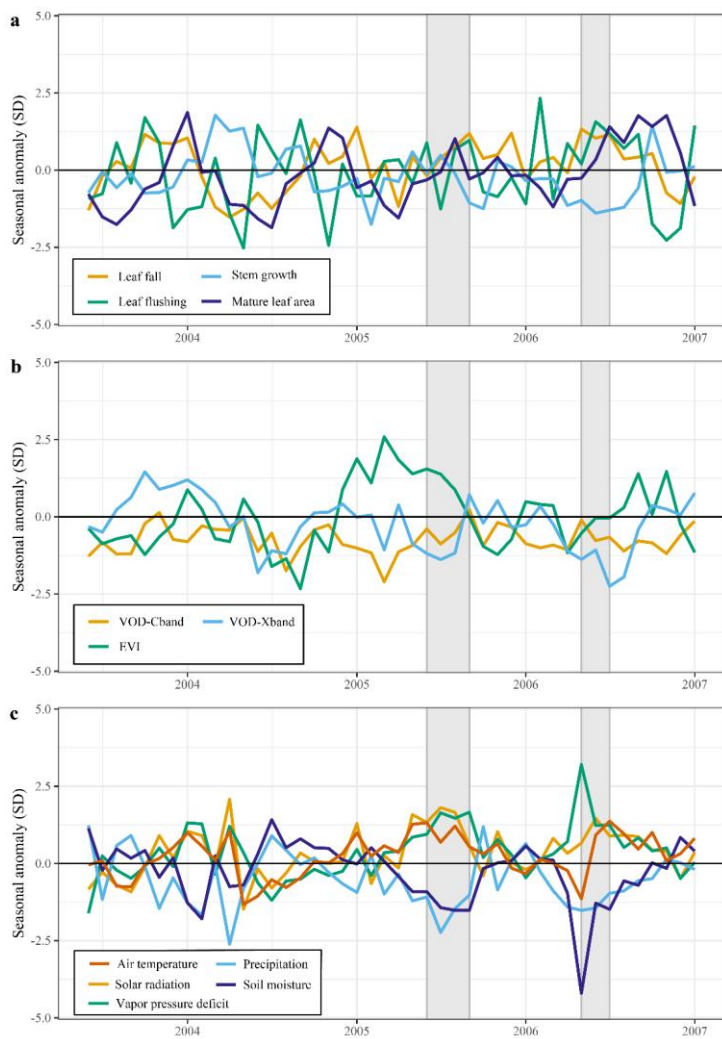 a
5.0
2.5
0.0
-2.5
-5.0
Seasonal anomaly (SD)
Leaf fall
Stem growth
Leaf flushing
Mature leaf area
2004
2005
2006
2007
b
5.0
2.5
0.0
-2.5
-5.0
Seasonal anomaly (SD)
VOD-Cband
VOD-Xband
EVI
2004
2005
2006
2007
c
5.0
2.5
0.0
-2.5
-5.0
Seasonal anomaly (SD)
Air temperature
Precipitation
Solar radiation
Soil moisture
Vapor pressure deficit
2004
2005
2006
2007